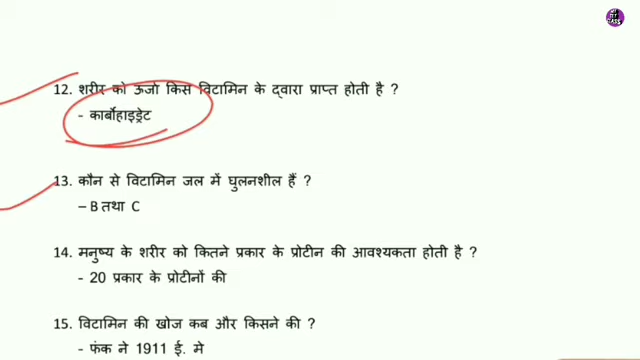 12. शरीर को ऊर्जा किस विटामिन के द्वारा प्राप्त होती है ?
- कार्बोहाइड्रेट
13. कौन से विटामिन जल में घुलनशील हैं ?
– B तथा C
14. मनुष्य के शरीर को कितने प्रकार के प्रोटीन की आवश्यकता होती है ?
- 20 प्रकार के प्रोटीनों की
15. विटामिन की खोज कब और किसने की ?
- फंक ने 1911 ई. मे